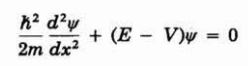 ħ²/2m d²ψ/dx² + (E − V)ψ = 0